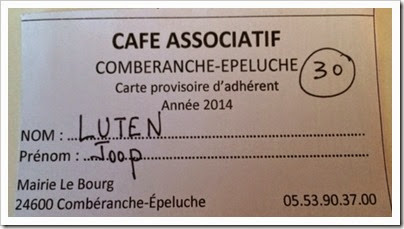 CAFE ASSOCIATIF
COMBERANCHE-EPELUCHE
30
Carte provisoire d'adhérent
Année 2014
NOM : LUTEN
Prénom : Joop
Mairie Le Bourg
24600 Combéranche-Épeluche 05.53.90.37.00